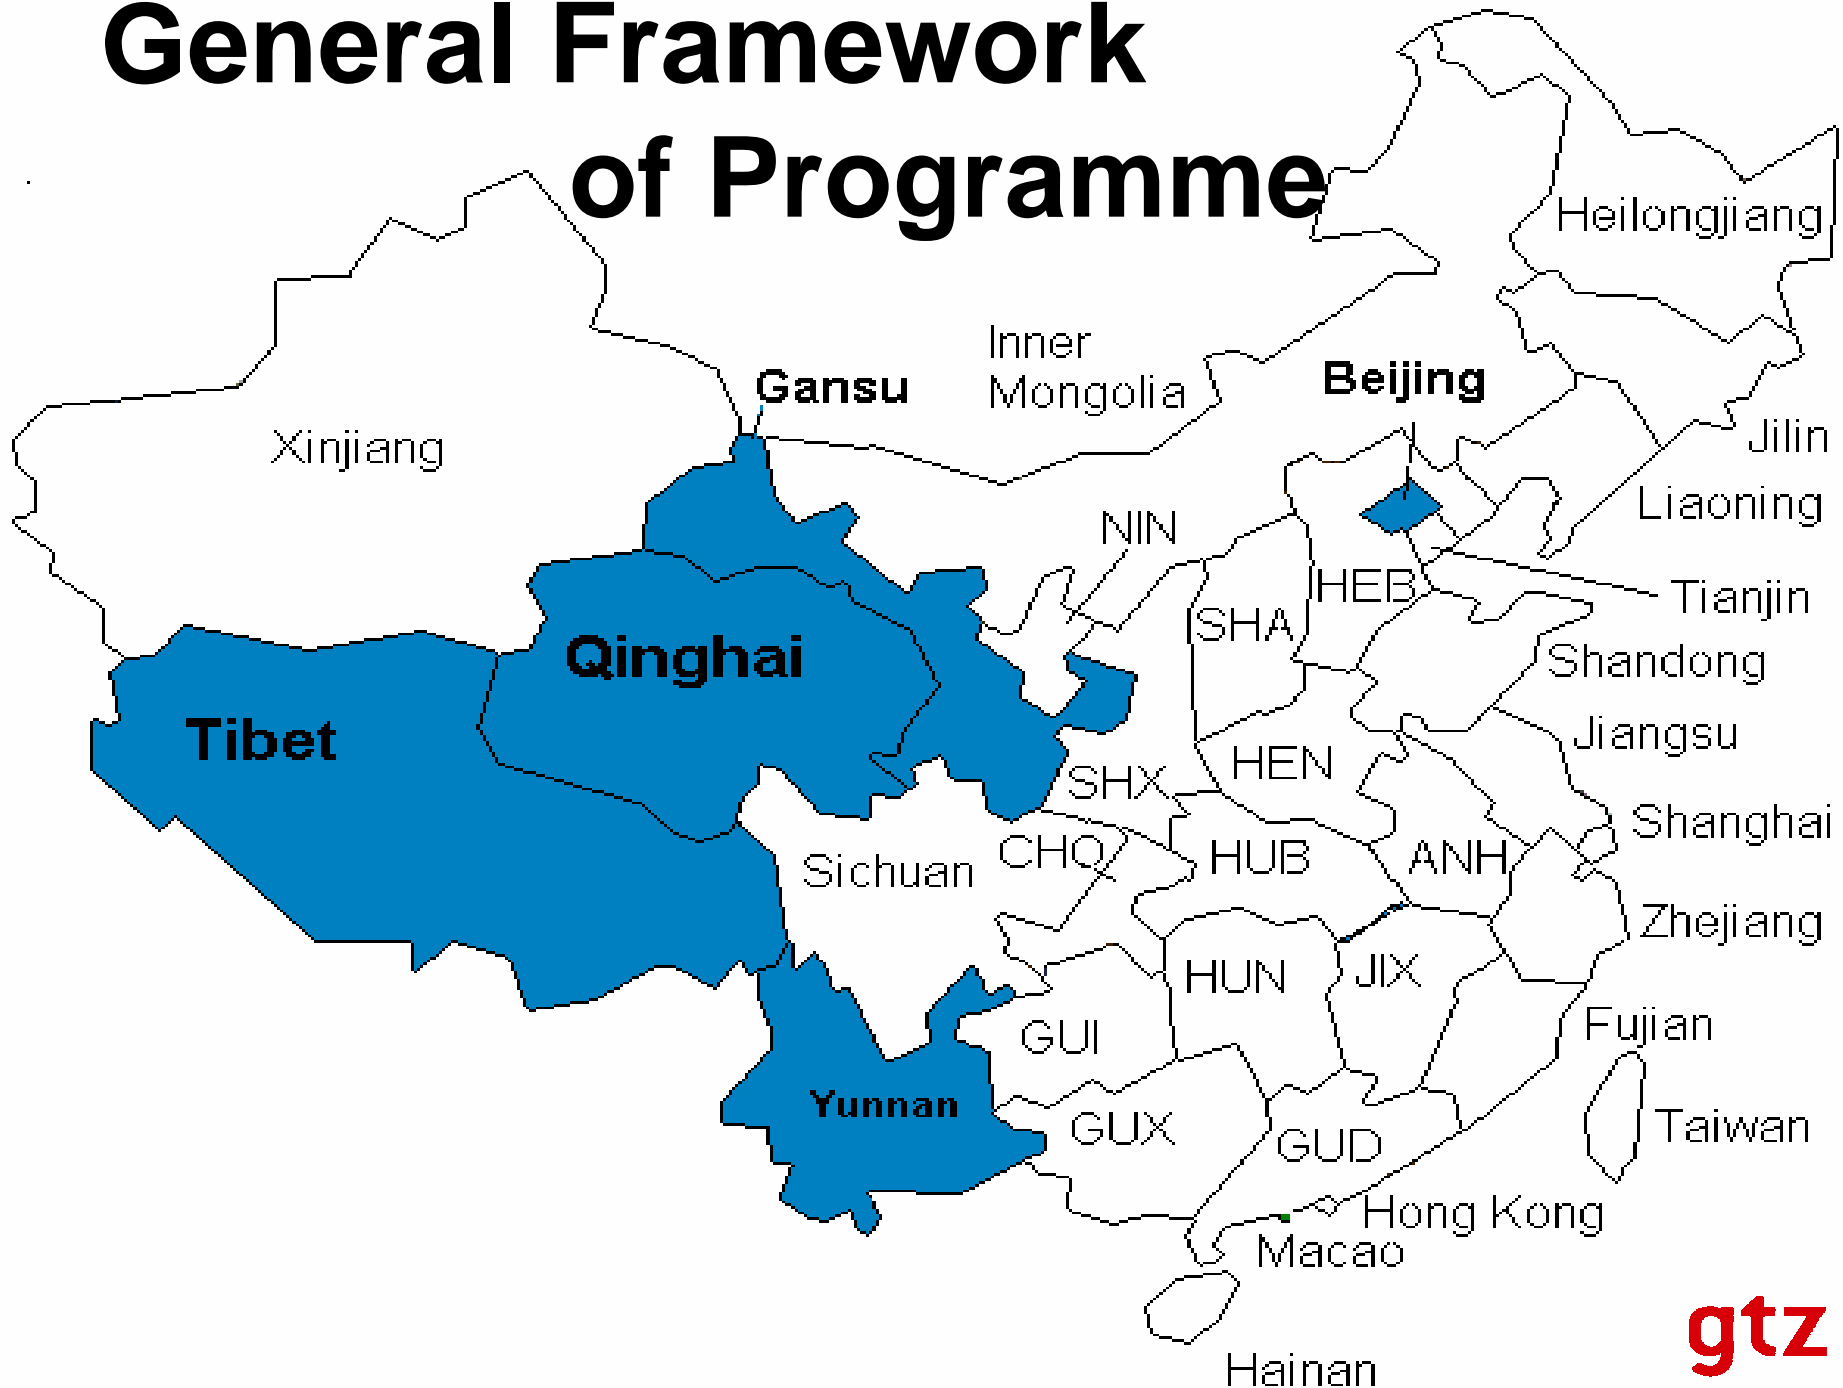 General Framework
of Programme
Heilongjiang
Inner
Mongolia
Gansu
Beijing
Xinjiang
Jilin
Liaoning
NIN
HEB
Tianjin
SHA
Qinghai
Shandong
Tibet
Jiangsu
HEN
SHX
Shanghai
CHQ
HUB
ANH
Sichuan
Zhejiang
HUN
JIX
GUI
Fujian
Yunnan
GUX
GUD
Taiwan
Hong Kong
Macao
Hainan
gtz